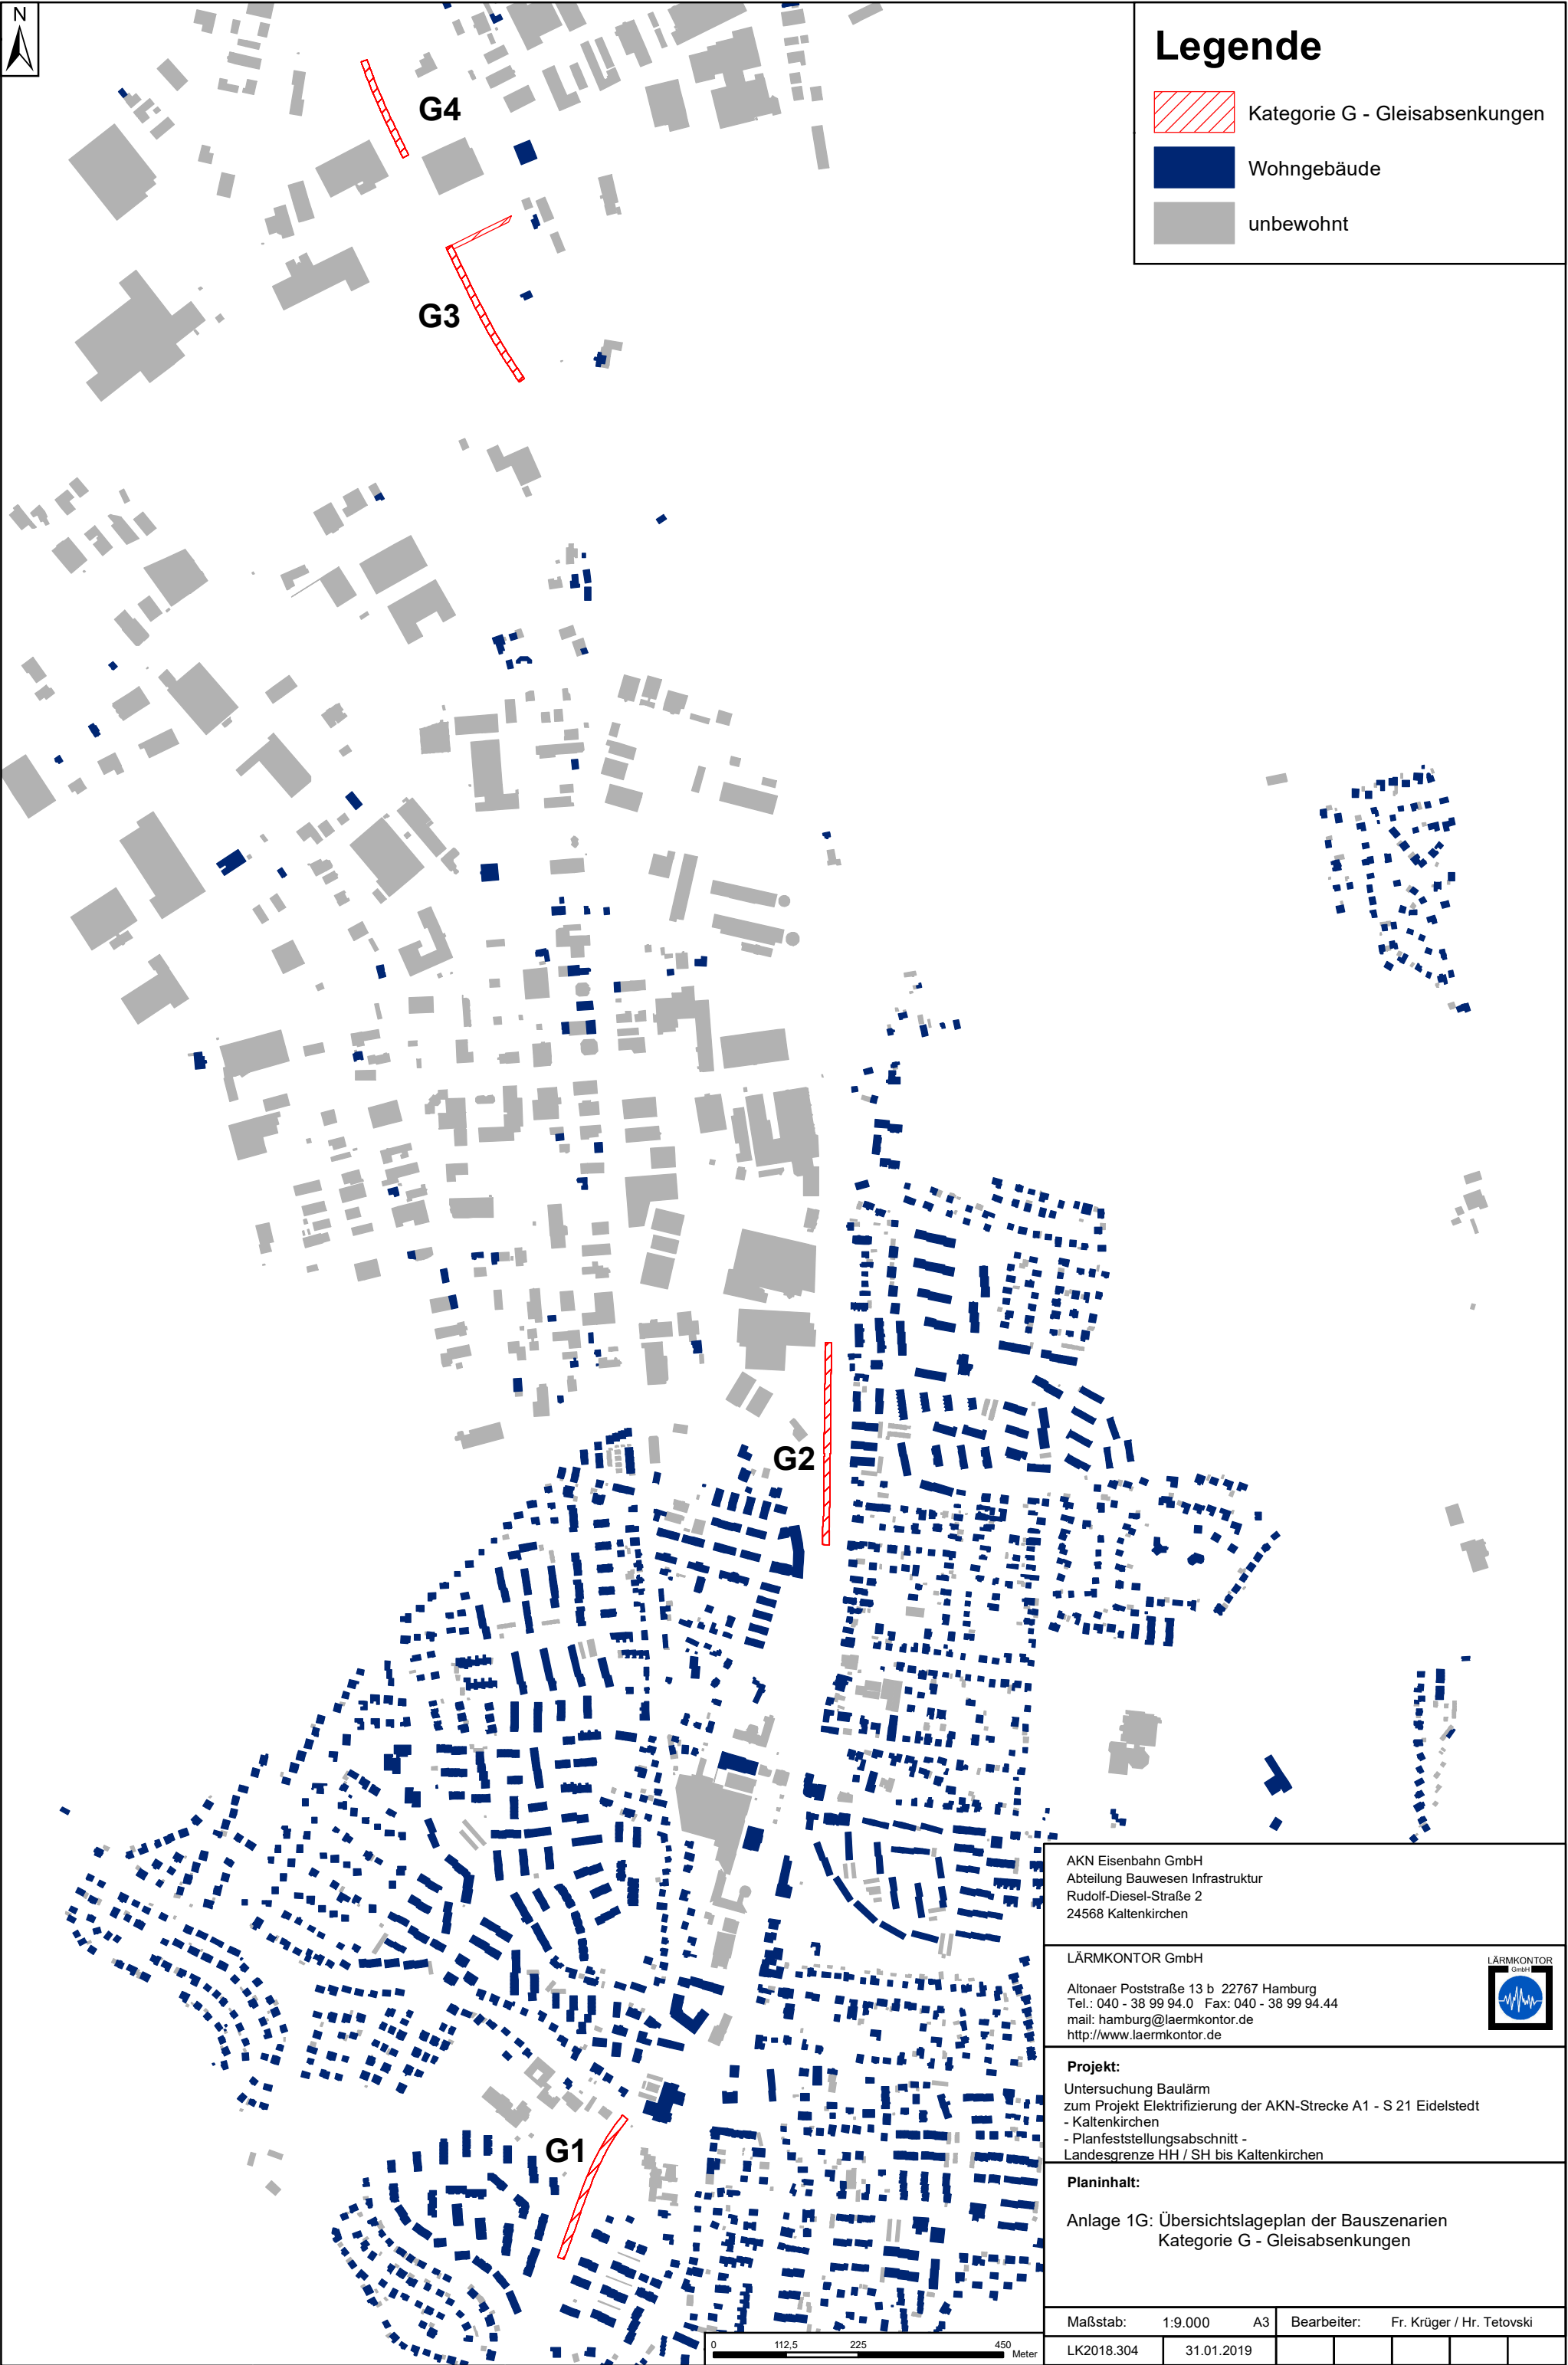 N
Legende
Kategorie G - Gleisabsenkungen
Wohngebäude
unbewohnt
G4
G3
G2
G1
AKN Eisenbahn GmbH
Abteilung Bauwesen Infrastruktur
Rudolf-Diesel-Straße 2
24568 Kaltenkirchen
LÄRMKONTOR GmbH
Altonaer Poststraße 13 b 22767 Hamburg
Tel.: 040 - 38 99 94.0 Fax: 040 - 38 99 94.44
mail: hamburg@laermkontor.de
http://www.laermkontor.de
LÄRMKONTOR
GmbH
Projekt:
Untersuchung Baulärm
zum Projekt Elektrifizierung der AKN-Strecke A1 - S 21 Eidelstedt
- Kaltenkirchen
- Planfeststellungsabschnitt -
Landesgrenze HH / SH bis Kaltenkirchen
Planinhalt:
Anlage 1G: Übersichtslageplan der Bauszenarien
Kategorie G - Gleisabsenkungen
Maßstab: 1:9.000 A3 Bearbeiter: Fr. Krüger / Hr. Tetovski
LK2018.304 31.01.2019
0 112,5 225 450 Meter